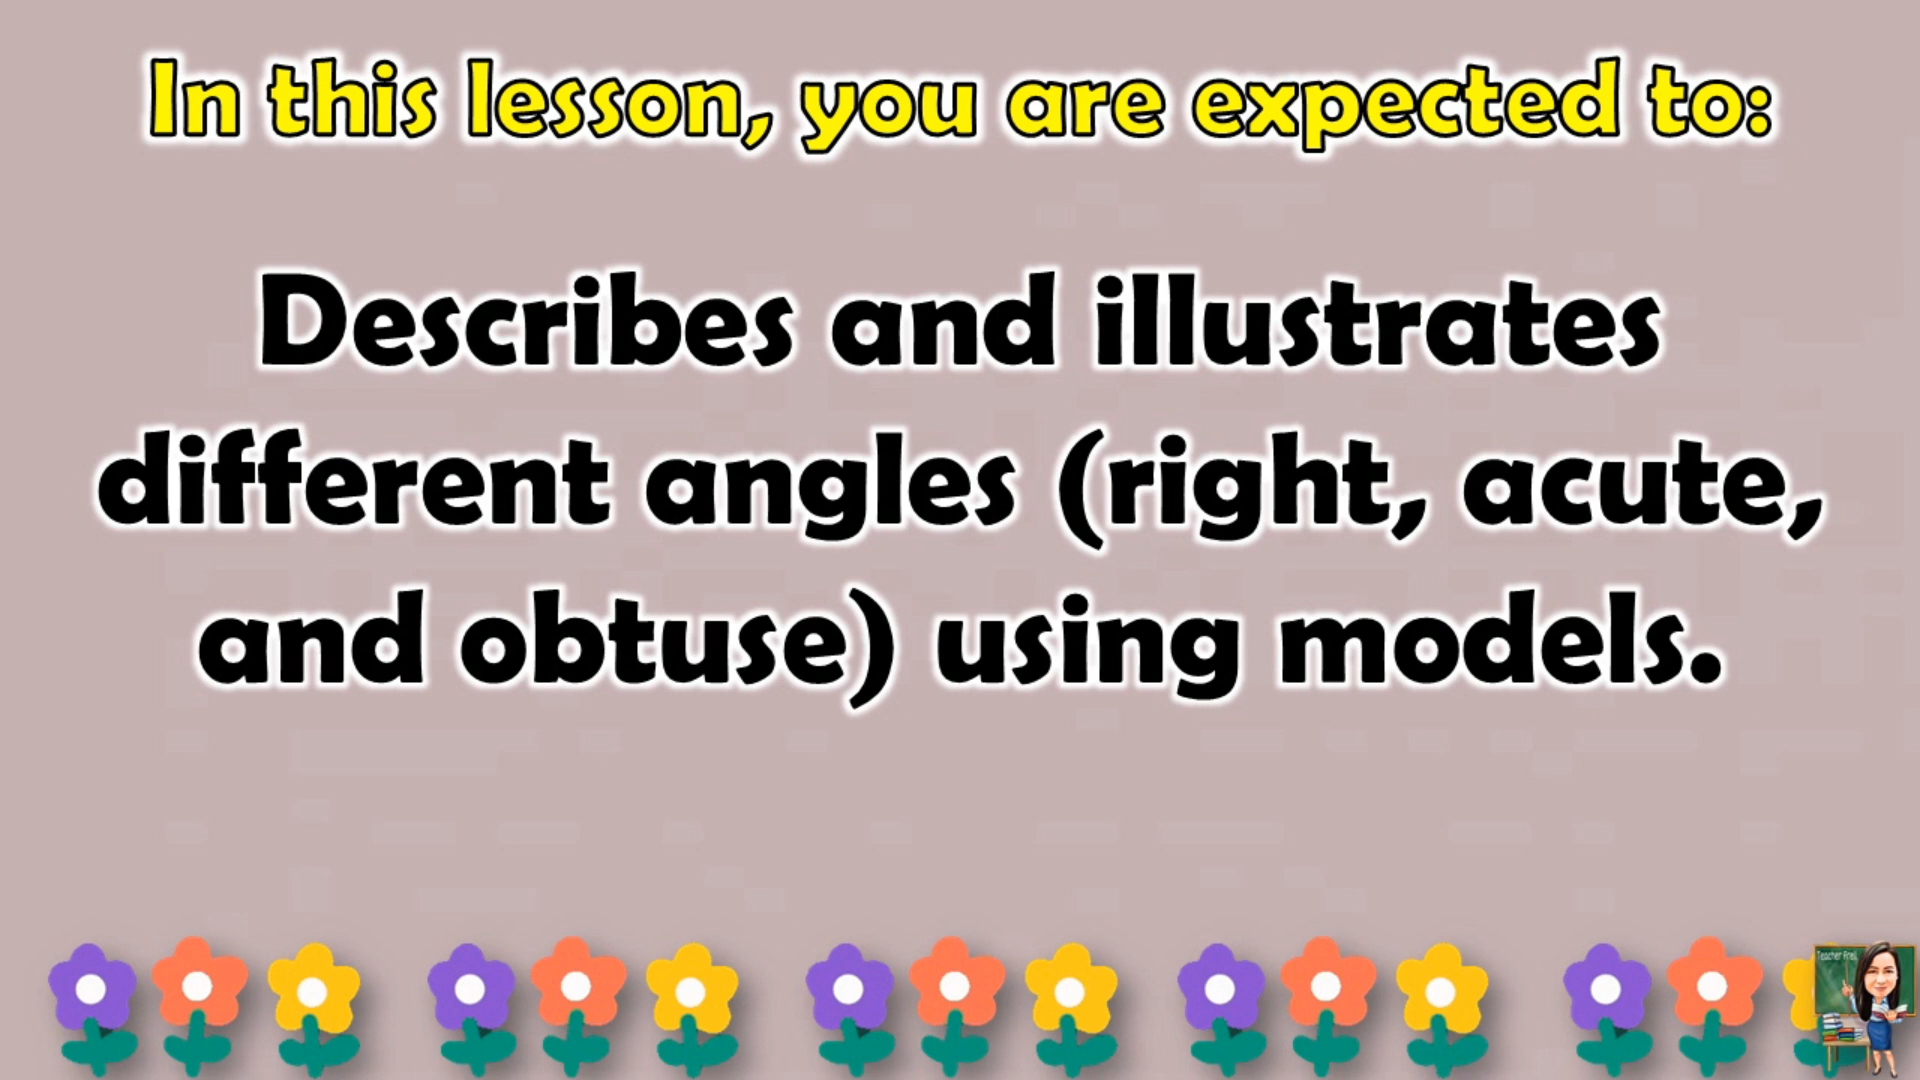 In this lesson, you are expected to:
Describes and illustrates
different angles (right, acute,
and obtuse) using models.